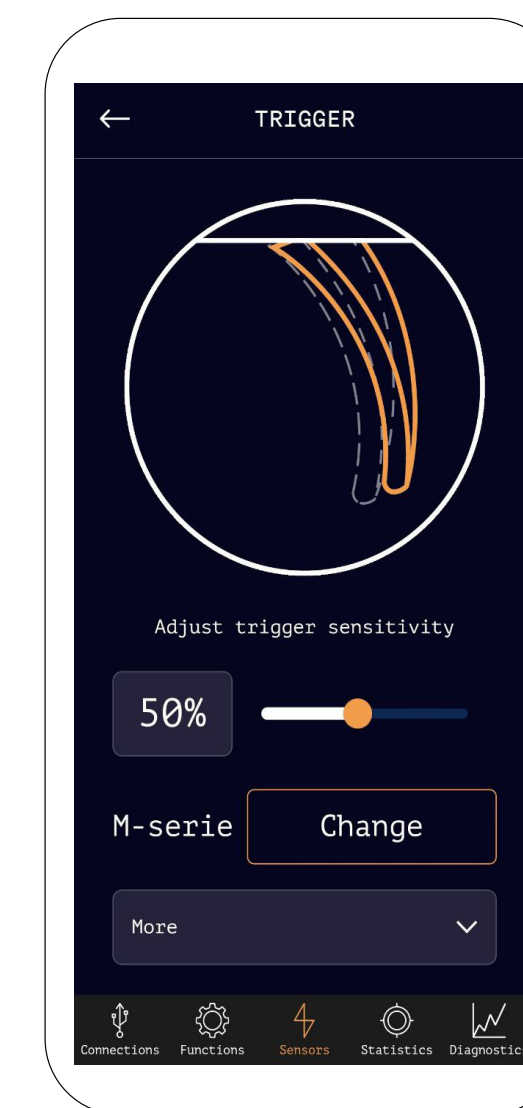 TRIGGER
Adjust trigger sensitivity
50%
M-serie Change
More
Connections Functions Sensors Statistics Diagnostic